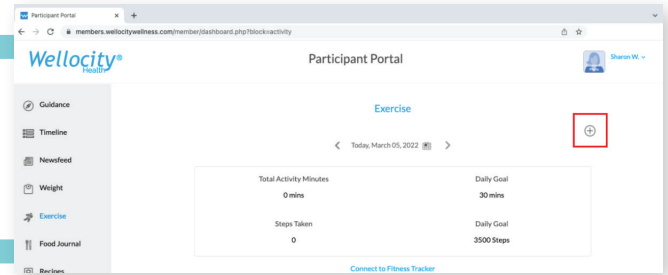 Participant Portal
members.wellocitywellness.com/member/dashboard.php?block=activity
Wellocity®
Health
Participant Portal
Sharon W.
Guidance
Timeline
Newsfeed
Weight
Exercise
Food Journal
Recipes
Exercise
Today, March 05, 2022
Total Activity Minutes Daily Goal
0 mins 30 mins
Steps Taken Daily Goal
0 3500 Steps
Connect to Fitness Tracker